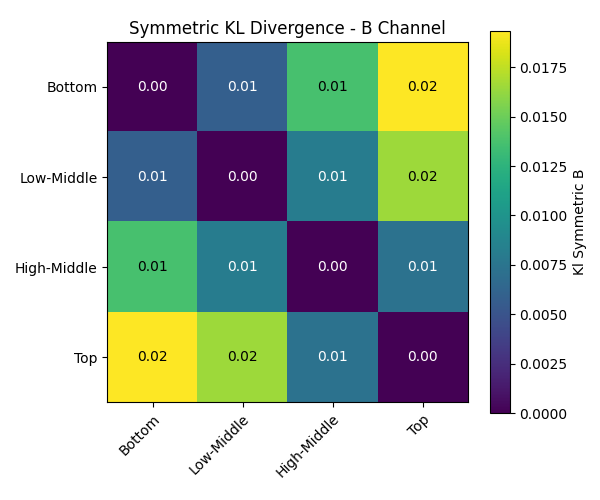 Symmetric KL Divergence - B Channel
Bottom 0.00 0.01 0.01 0.02
Low-Middle 0.01 0.00 0.01 0.02
High-Middle 0.01 0.01 0.00 0.01
Top 0.02 0.02 0.01 0.00
Bottom Low-Middle High-Middle Top
0.0175
0.0150
0.0125
0.0100
0.0075
0.0050
0.0025
0.0000
Kl Symmetric B